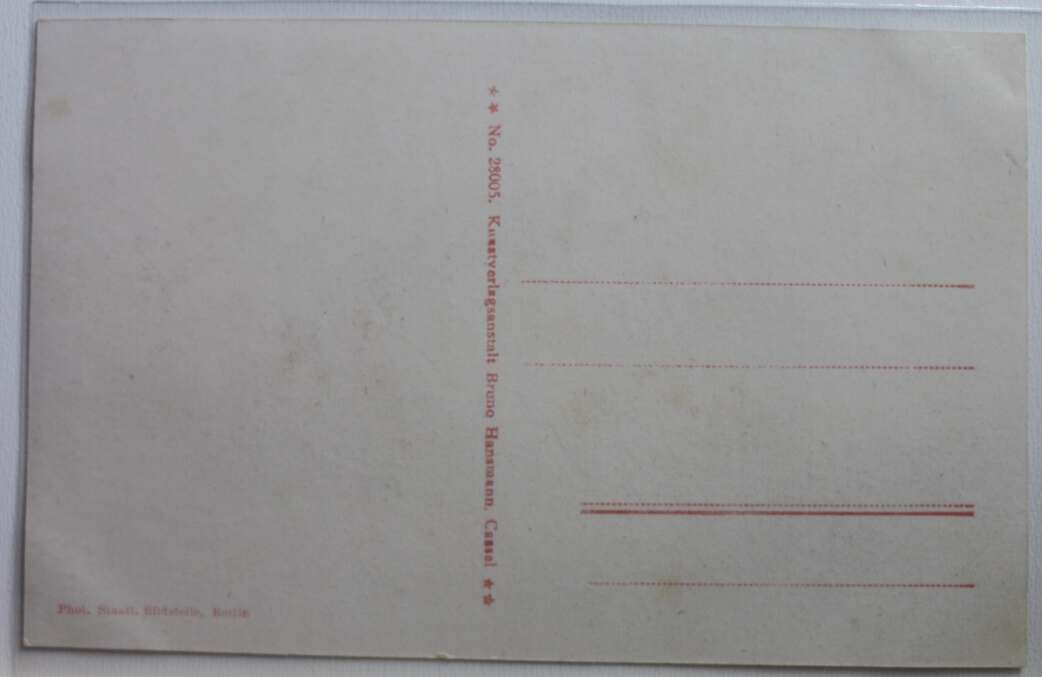 ** No. 28005. Kunstverlagsanstalt Bruno Hansmann, Cassel **
Phot. Staatl. Bildstelle, Berlin